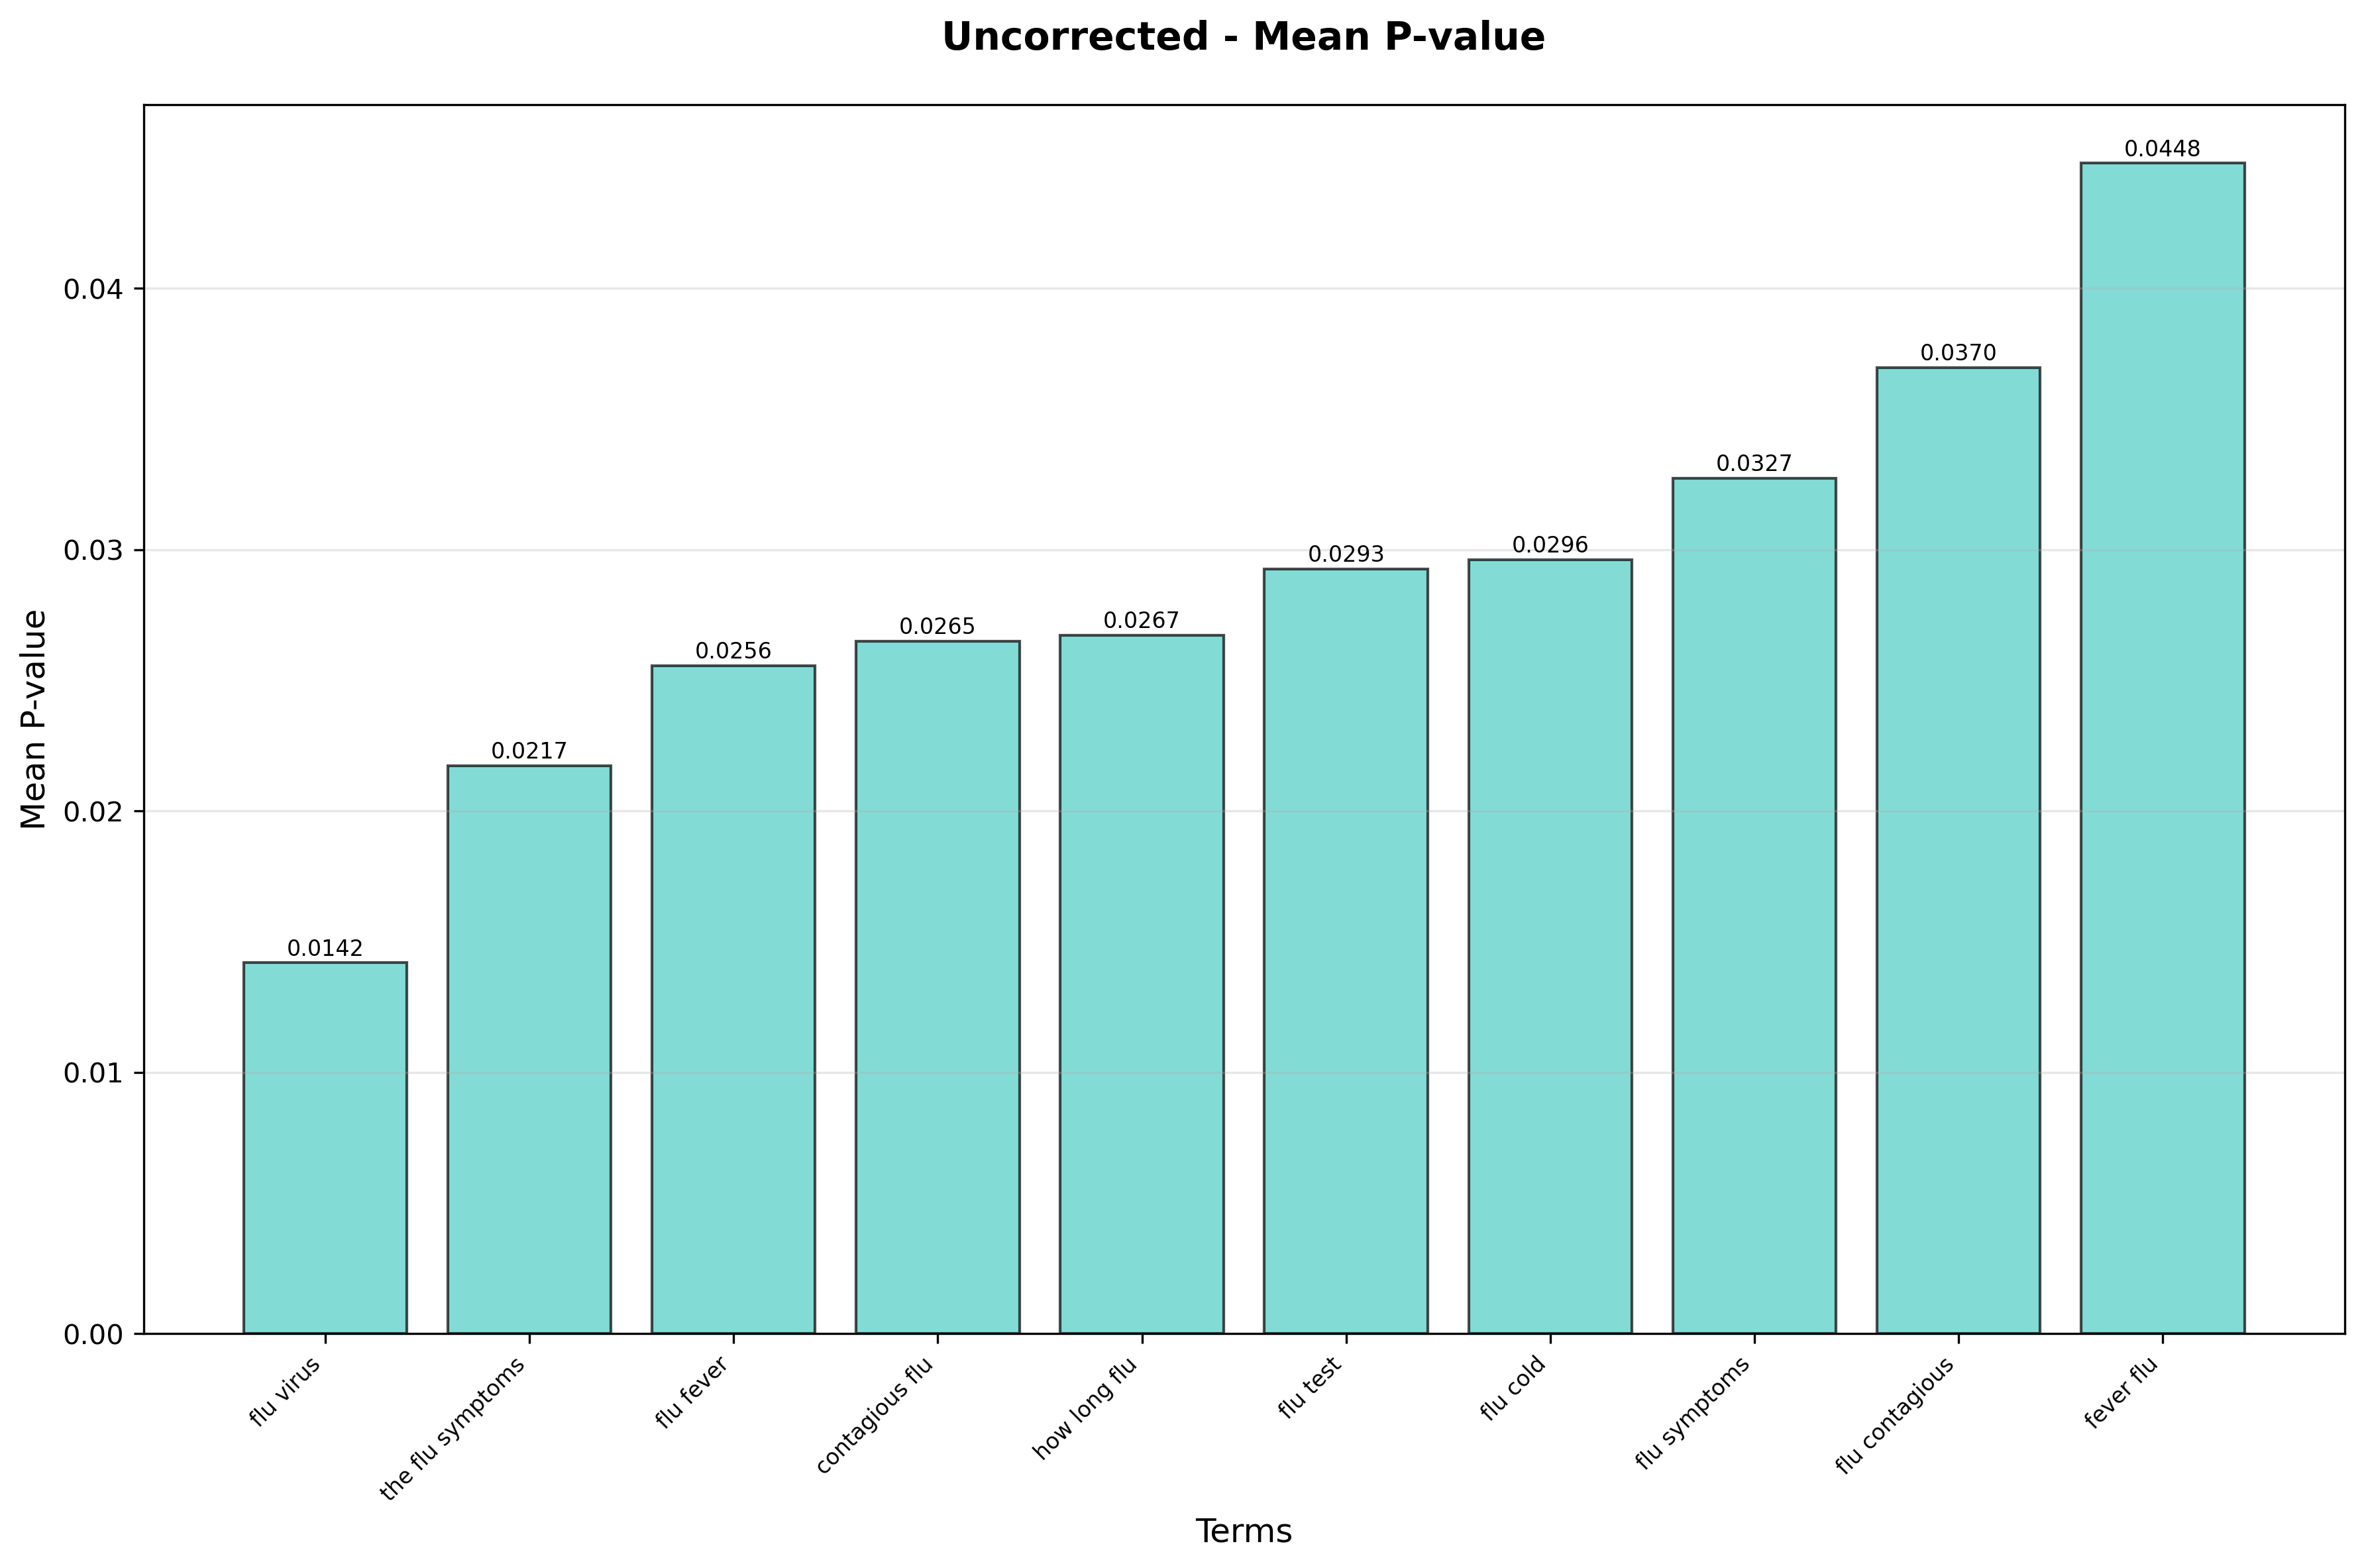 Uncorrected - Mean P-value
Mean P-value
0.04
0.03
0.02
0.01
0.00
0.0142
0.0217
0.0256
0.0265
0.0267
0.0293
0.0296
0.0327
0.0370
0.0448
flu virus
the flu symptoms
flu fever
contagious flu
how long flu
flu test
flu cold
flu symptoms
flu contagious
fever flu
Terms